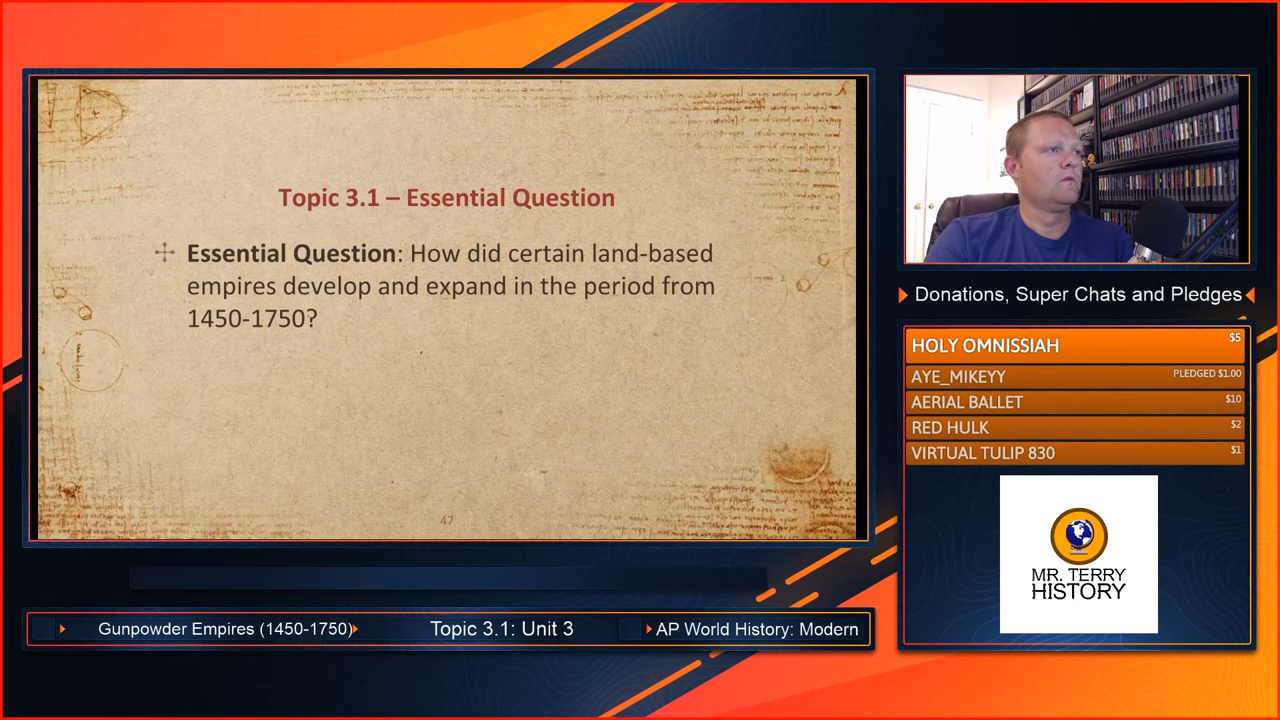 Topic 3.1 – Essential Question
Essential Question: How did certain land-based
empires develop and expand in the period from
1450-1750?
47
Donations, Super Chats and Pledges
HOLY OMNISSIAH $5
AYE_MIKEYY PLEDGED $1.00
AERIAL BALLET $10
RED HULK $2
VIRTUAL TULIP 830 $1
MR. TERRY
HISTORY
Gunpowder Empires (1450-1750) Topic 3.1: Unit 3 AP World History: Modern